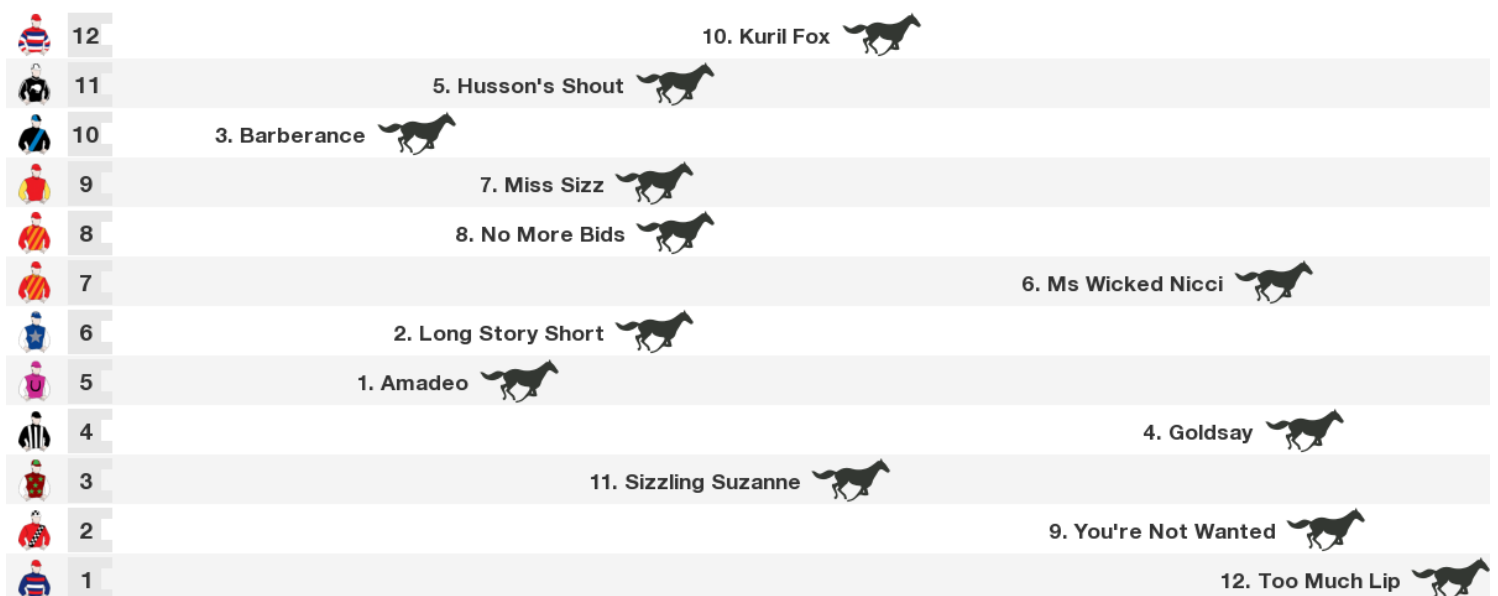 12 10. Kuril Fox
11 5. Husson's Shout
10 3. Barberance
9 7. Miss Sizz
8 8. No More Bids
7 6. Ms Wicked Nicci
6 2. Long Story Short
5 1. Amadeo
4 4. Goldsay
3 11. Sizzling Suzanne
2 9. You're Not Wanted
1 12. Too Much Lip